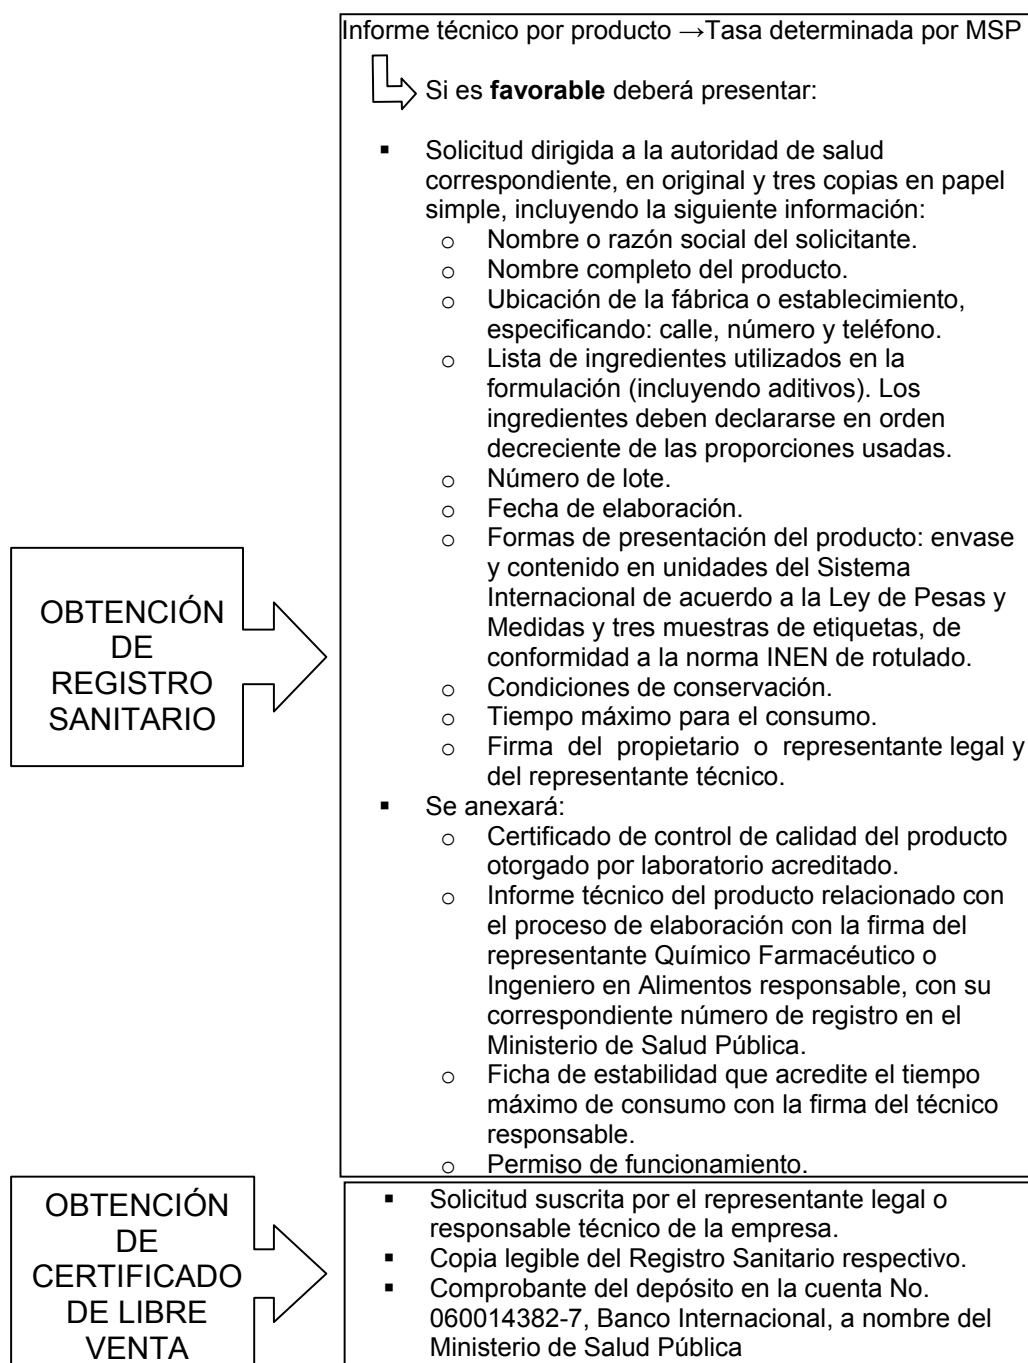 Informe técnico por producto →Tasa determinada por MSP
Si es favorable deberá presentar:
▪ Solicitud dirigida a la autoridad de salud
correspondiente, en original y tres copias en papel
simple, incluyendo la siguiente información:
o Nombre o razón social del solicitante.
o Nombre completo del producto.
o Ubicación de la fábrica o establecimiento,
especificando: calle, número y teléfono.
o Lista de ingredientes utilizados en la
formulación (incluyendo aditivos). Los
ingredientes deben declararse en orden
decreciente de las proporciones usadas.
o Número de lote.
o Fecha de elaboración.
o Formas de presentación del producto: envase
y contenido en unidades del Sistema
Internacional de acuerdo a la Ley de Pesas y
Medidas y tres muestras de etiquetas, de
conformidad a la norma INEN de rotulado.
o Condiciones de conservación.
o Tiempo máximo para el consumo.
o Firma del propietario o representante legal y
del representante técnico.
▪ Se anexará:
o Certificado de control de calidad del producto
otorgado por laboratorio acreditado.
o Informe técnico del producto relacionado con
el proceso de elaboración con la firma del
representante Químico Farmacéutico o
Ingeniero en Alimentos responsable, con su
correspondiente número de registro en el
Ministerio de Salud Pública.
o Ficha de estabilidad que acredite el tiempo
máximo de consumo con la firma del técnico
responsable.
o Permiso de funcionamiento.
OBTENCIÓN
DE
REGISTRO
SANITARIO
▪ Solicitud suscrita por el representante legal o
responsable técnico de la empresa.
▪ Copia legible del Registro Sanitario respectivo.
▪ Comprobante del depósito en la cuenta No.
060014382-7, Banco Internacional, a nombre del
Ministerio de Salud Pública
OBTENCIÓN
DE
CERTIFICADO
DE LIBRE
VENTA